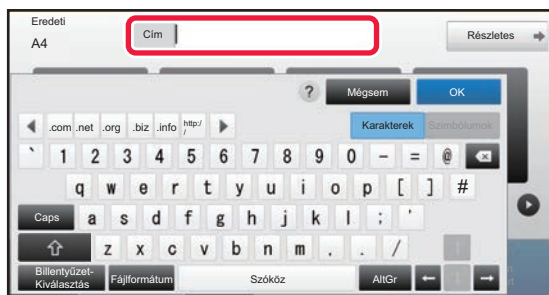 Eredeti
A4
Cím
Részletes
? Mégsem OK
.com .net .org .biz .info http:/
/
Karakterek Szimbólumok
` 1 2 3 4 5 6 7 8 9 0 - = @
q w e r t y u i o p [ ] #
Caps a s d f g h j k l ; '
z x c v b n m , . /
Billentyűzet-
Kiválasztás Fájlformátum Szóköz AltGr